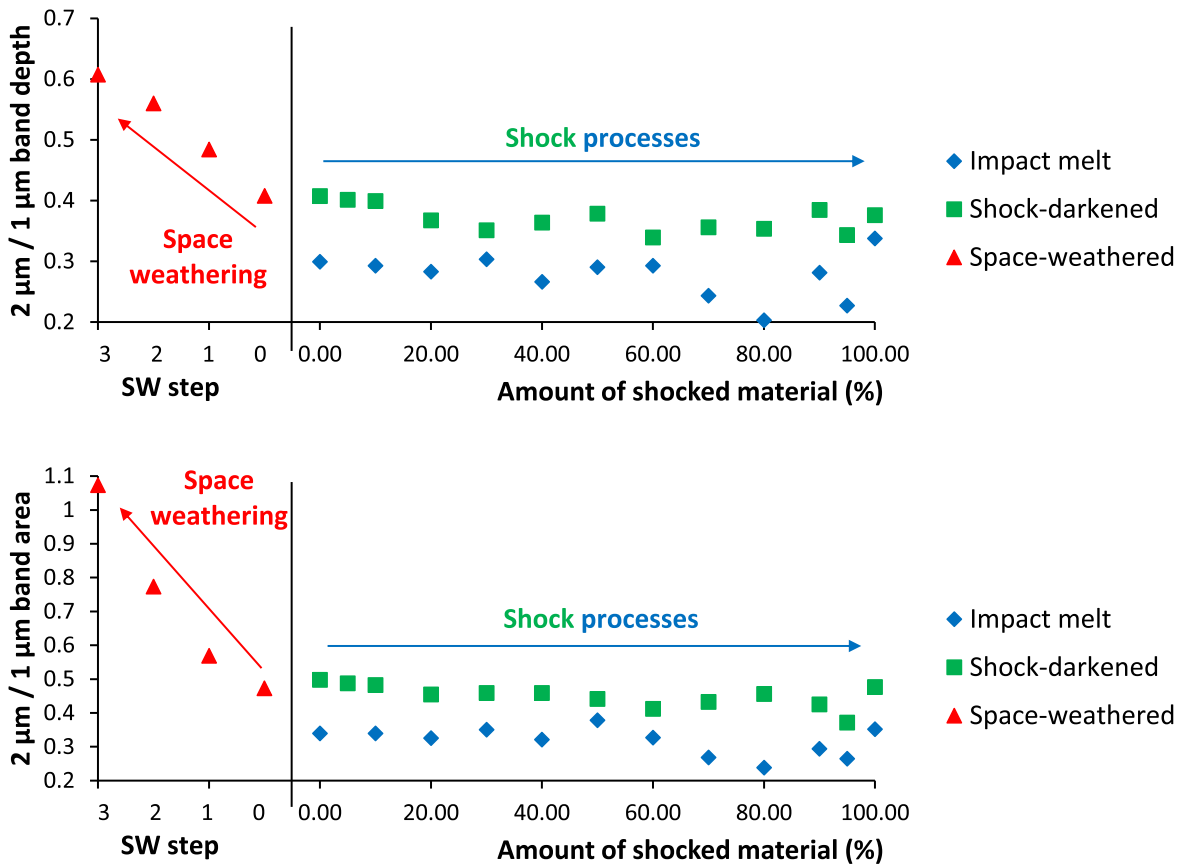 0.7
0.6
0.5
0.4
0.3
0.2
2 µm / 1 µm band depth
Space
weathering
Shock processes
3 2 1 0
SW step
0.00 20.00 40.00 60.00 80.00 100.00
Amount of shocked material (%)
Impact melt
Shock-darkened
Space-weathered
1.1
1
0.9
0.8
0.7
0.6
0.5
0.4
0.3
0.2
2 µm / 1 µm band area
Space
weathering
Shock processes
3 2 1 0
SW step
0.00 20.00 40.00 60.00 80.00 100.00
Amount of shocked material (%)
Impact melt
Shock-darkened
Space-weathered